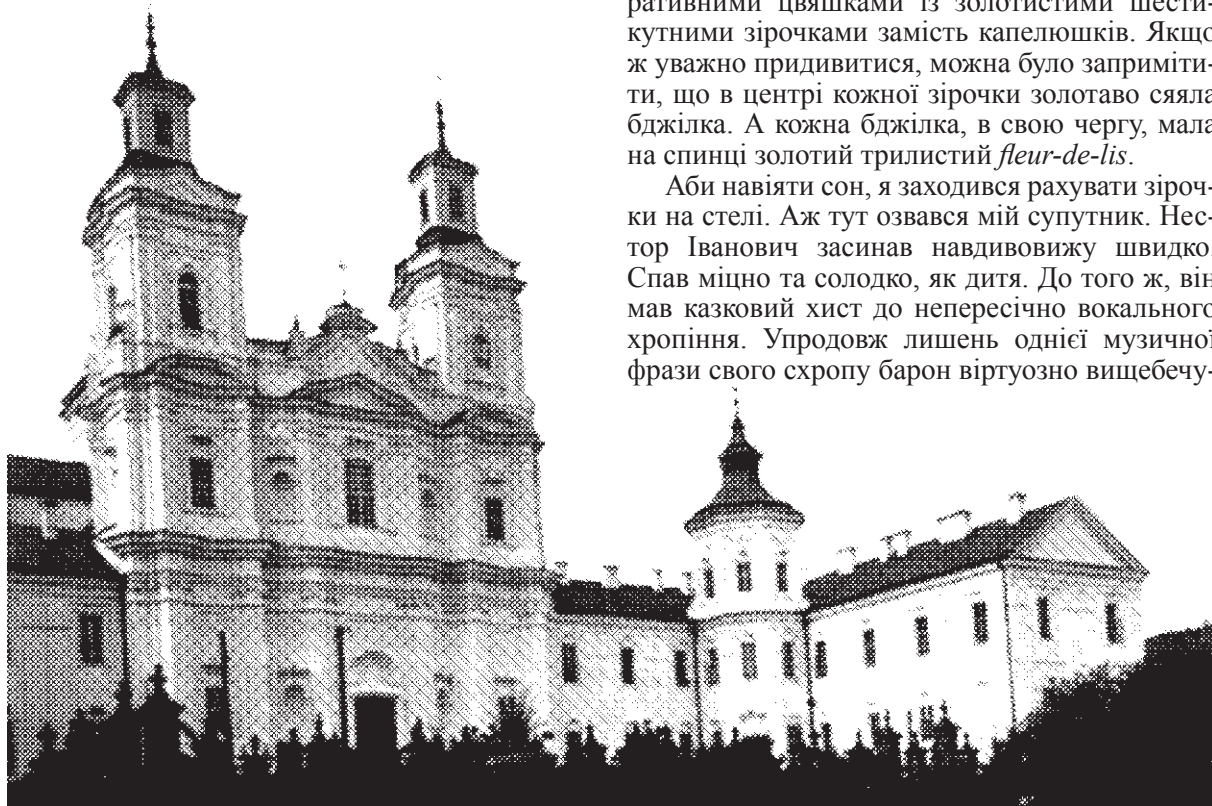 ративними цвяшками із золотистими шести-
кутними зірочками замість капелюшків. Якщо
ж уважно придивитися, можна було запримiти-
ти, що в центрі кожної зірочки золотаво сяяла
бджілка. А кожна бджілка, в свою чергу, мала
на спинці золотий трилистий fleur-de-lis.
Аби навіяти сон, я заходився рахувати зіроч-
ки на стелі. Аж тут озвався мій супутник. Нес-
тор Іванович засинав навдивовижу швидко.
Спав міцно та солодко, як дитя. До того ж, він
мав казковий хист до непересічно вокального
хропіння. Упродовж лишень однієї музичної
фрази свого схропу барон віртуозно вищебечу-